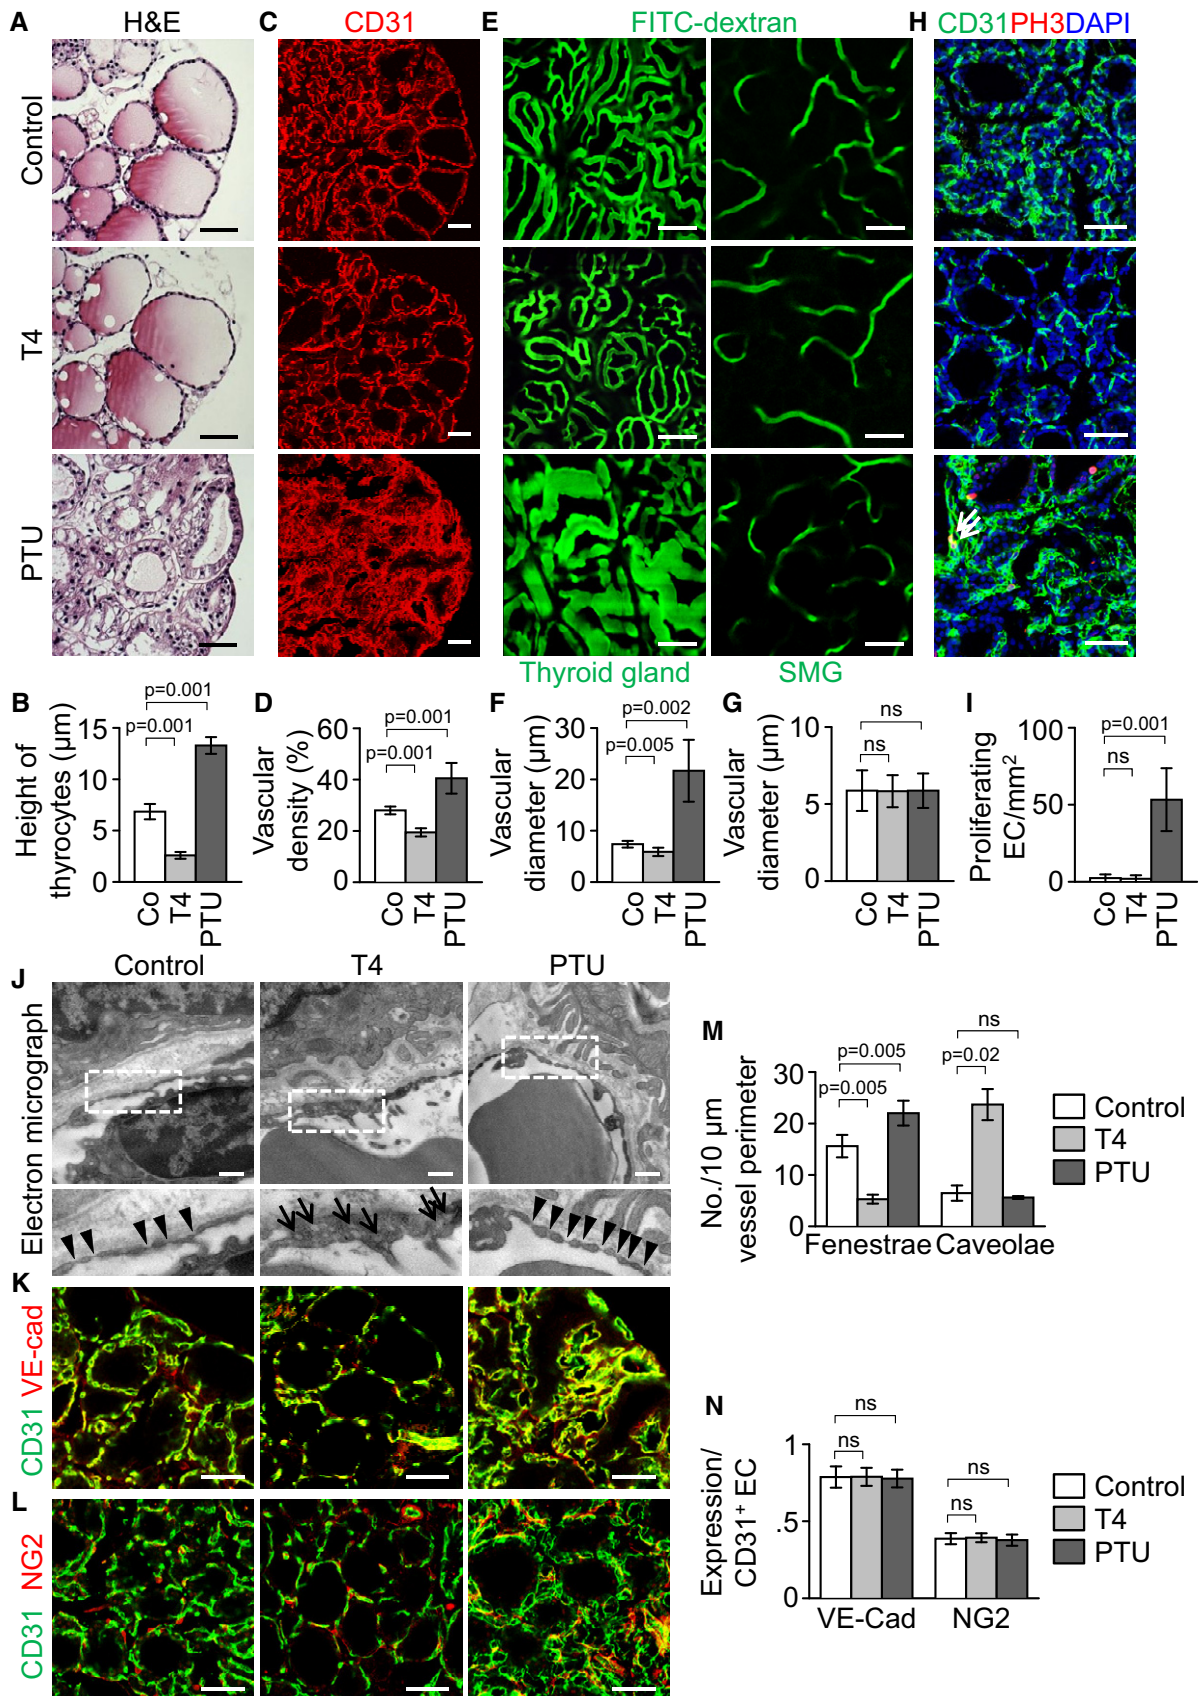 A H&E
C CD31
E FITC-dextran
H CD31PH3DAPI
Control
T4
PTU
Thyroid gland
SMG
B
Height of
thyrocytes (µm)
p=0.001
p=0.001
15
10
5
0
Co
T4
PTU
D
Vascular
density (%)
p=0.001
p=0.001
60
40
20
0
Co
T4
PTU
F
Vascular
diameter (µm)
p=0.002
p=0.005
30
20
10
0
Co
T4
PTU
G
Vascular
diameter (µm)
ns
ns
10
5
0
Co
T4
PTU
I
Proliferating
EC/mm²
p=0.001
ns
100
50
0
Co
T4
PTU
J
Control
T4
PTU
Electron micrograph
K
CD31 VE-cad
L
CD31 NG2
M
No./10 µm
vessel perimeter
ns
p=0.005
p=0.02
p=0.005
30
20
10
0
Fenestrae Caveolae
Control
T4
PTU
N
Expression/
CD31⁺ EC
ns
ns
ns
ns
1
.5
0
VE-Cad NG2
Control
T4
PTU